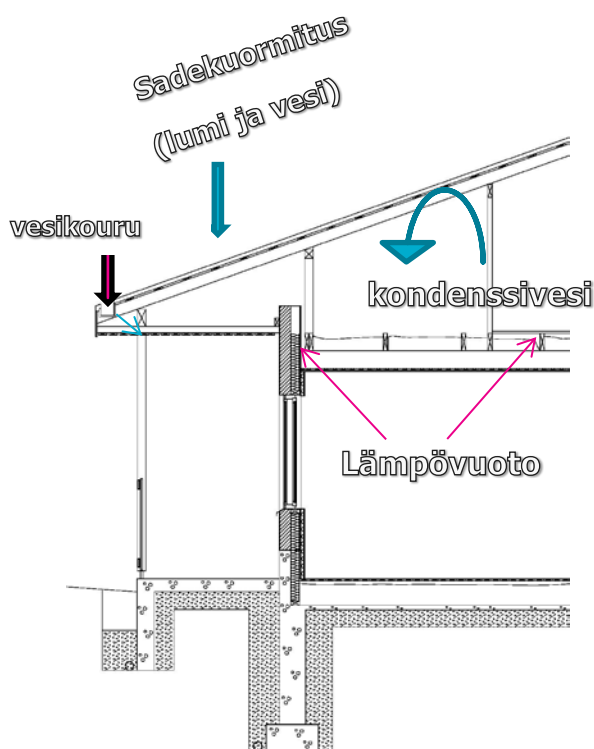 Sadekuormitus
(lumi ja vesi)
vesikouru
kondenssivesi
Lämpövuoto